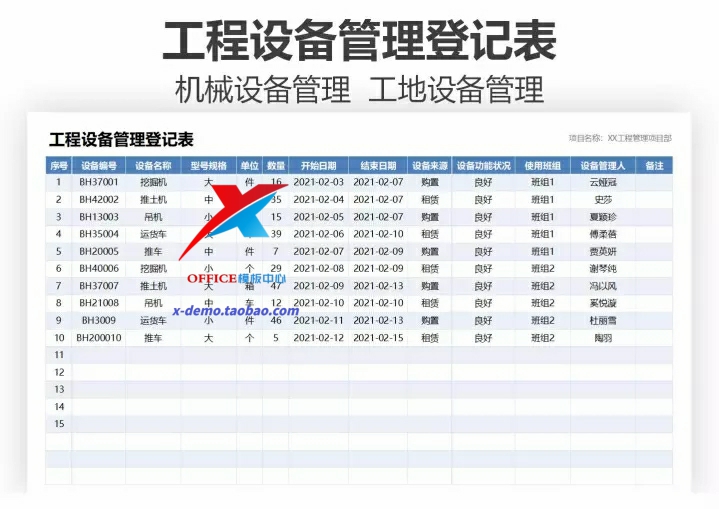 工程设备管理登记表
机械设备管理 工地设备管理
工程设备管理登记表 项目名称: XX工程管理项目部
序号 设备编号 设备名称 型号规格 单位 数量 开始日期 结束日期 设备来源 设备功能状况 使用班组 设备管理人 备注
1 BH37001 挖掘机 大 件 16 2021-02-03 2021-02-07 购置 良好 班组1 云娅冠
2 BH42002 推土机 中 35 2021-02-04 2021-02-07 租赁 良好 班组1 史莎
3 BH13003 吊机 小 15 2021-02-05 2021-02-07 购置 良好 班组1 夏颖珍
4 BH35004 运货车 39 2021-02-06 2021-02-10 租赁 良好 班组1 傅柔蓓
5 BH20005 推车 中 件 7 2021-02-07 2021-02-09 购置 良好 班组1 贾英妍
6 BH40006 挖掘机 小 个 29 2021-02-08 2021-02-09 租赁 良好 班组2 谢琴纯
OFFICE模板中心
7 BH37007 推土机 大 箱 47 2021-02-09 2021-02-13 购置 良好 班组2 冯以风
8 BH21008 吊机 中 车 12 2021-02-10 2021-02-10 租赁 良好 班组2 奚悦漩
x-demo.taobao.com
9 BH3009 运货车 小 件 46 2021-02-11 2021-02-13 购置 良好 班组2 杜丽雪
10 BH200010 推车 大 个 5 2021-02-12 2021-02-15 租赁 良好 班组2 陶羽
11
12
13
14
15